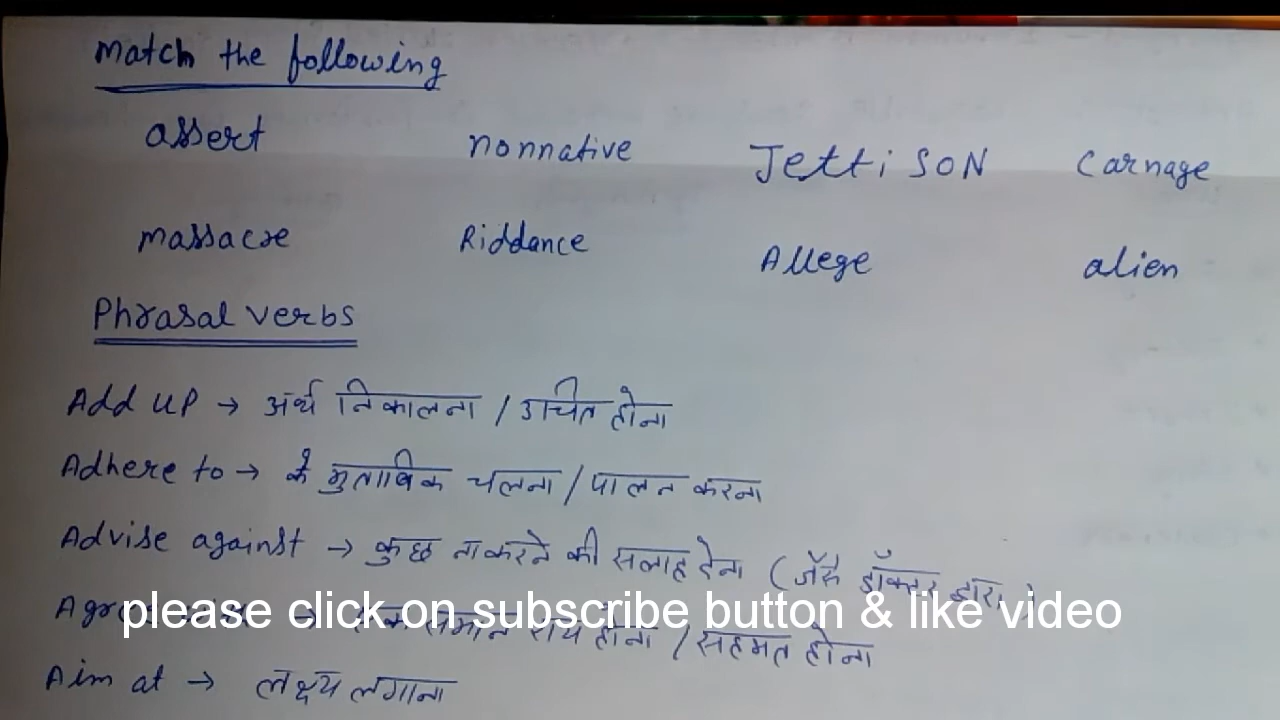 Match the following
assert nonnative Jettison Carnage
massacre Riddance Allege alien
Phrasal verbs
Add up → अर्थ निकालना / उचित होना
Adhere to → के मुताबिक चलना / पालन करना
Advise against → कुछ ना करने की सलाह देना (जैसे डॉक्टर द्वारा)
please click on subscribe button & like video
→ राय होना / सहमत होना
Aim at → लक्ष्य लगाना